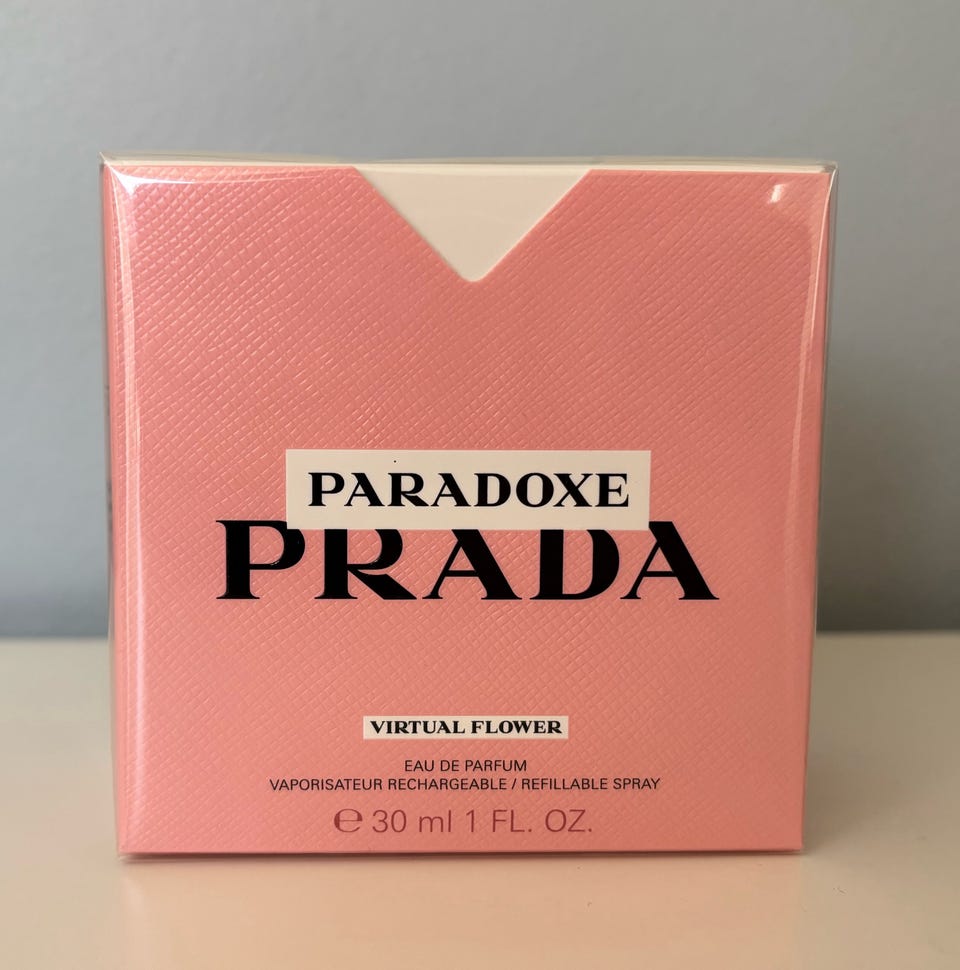 PARADOXE
PRADA
VIRTUAL FLOWER
EAU DE PARFUM
VAPORISATEUR RECHARGEABLE / REFILLABLE SPRAY
℮ 30 ml 1 FL. OZ.